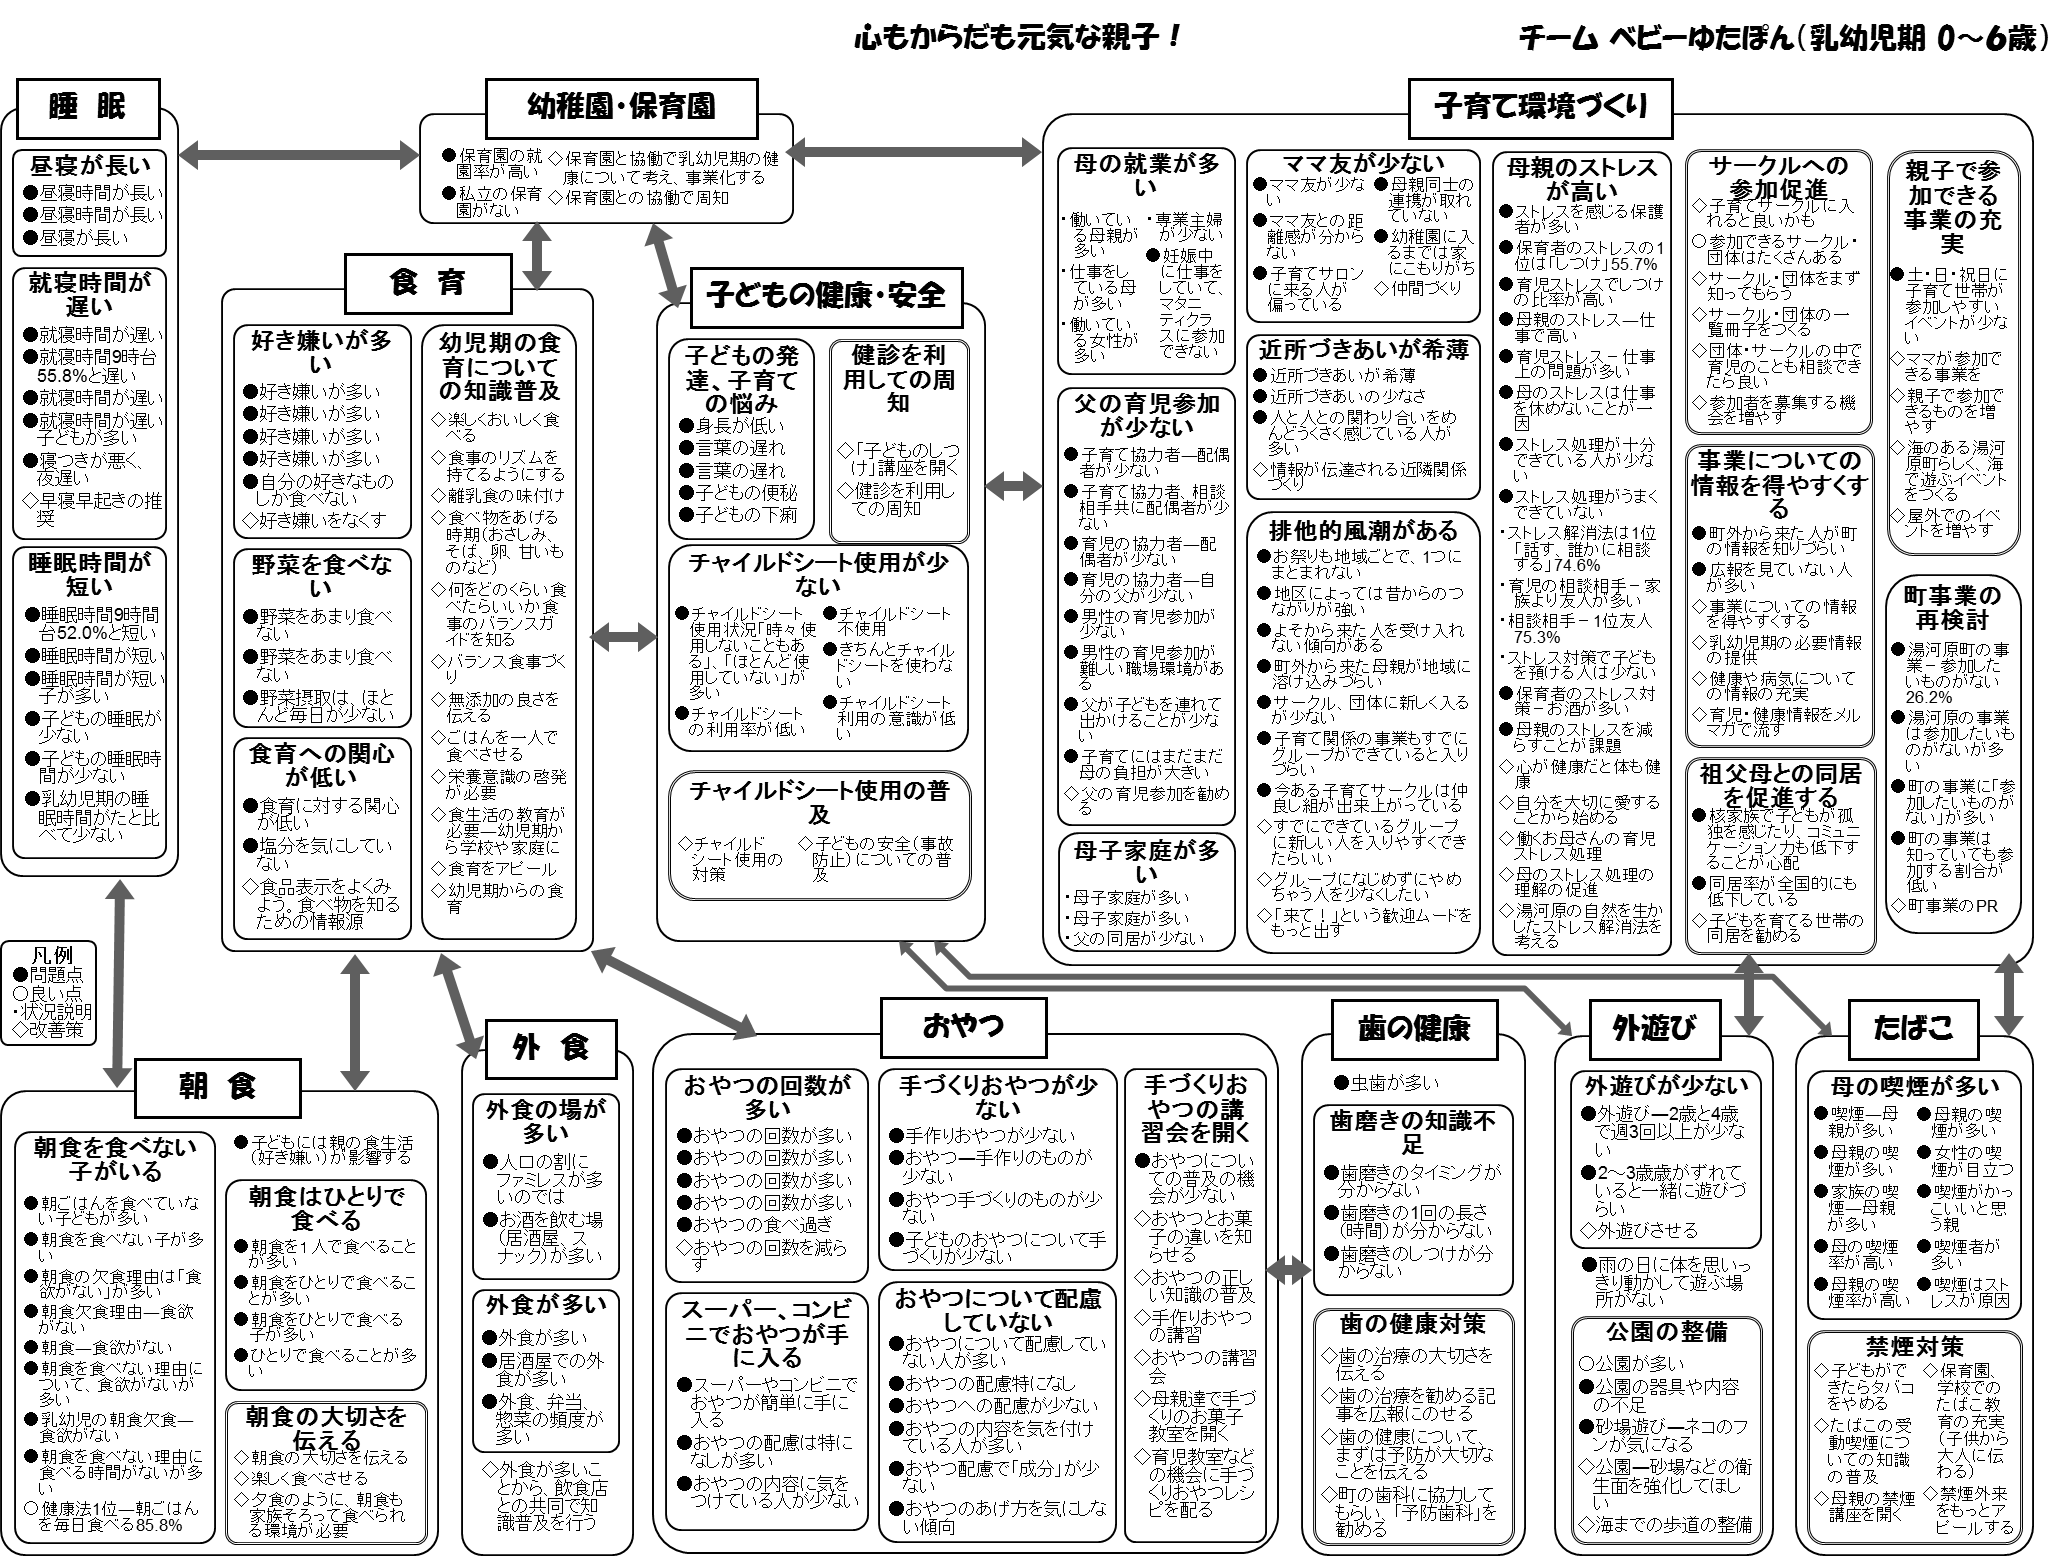 心もからだも元気な親子！
チーム ベビーゆたぽん（乳幼児期 0～6歳）
睡 眠
昼寝が長い
●昼寝時間が長い
●昼寝時間が長い
●昼寝が長い
就寝時間が
遅い
●就寝時間が遅い
●就寝時間9時台
55.8%と遅い
●就寝時間が遅い
●就寝時間が遅い
子どもが多い
●寝つきが悪く、
夜遅い
◇早寝早起きの推
奨
睡眠時間が
短い
●睡眠時間9時間
台52.0%と短い
●睡眠時間が短い
●睡眠時間が短い
子が多い
●子どもの睡眠が
少ない
●子どもの睡眠時
間が少ない
●乳幼児期の睡
眠時間がたと比
べて少ない
凡例
●問題点
○良い点
・状況説明
◇改善策
幼稚園・保育園
●保育園の就
園率が高い
●私立の保育
園がない
◇保育園と協働で乳幼児期の健
康について考え、事業化する
◇保育園との協働で周知
食 育
好き嫌いが多
い
●好き嫌いが多い
●好き嫌いが多い
●好き嫌いが多い
●好き嫌いが多い
●自分の好きなもの
しか食べない
◇好き嫌いをなくす
野菜を食べな
い
●野菜をあまり食べ
ない
●野菜をあまり食べ
ない
●野菜摂取は、ほと
んど毎日が少ない
食育への関心
が低い
●食育に対する関心
が低い
●塩分を気にしてい
ない
◇食品表示をよくみ
よう。食べ物を知る
ための情報源
幼児期の食
育について
の知識普及
◇楽しくおいしく食
べる
◇食事のリズムを
持てるようにする
◇離乳食の味付け
◇食べ物をあげる
時期（おさしみ、
そば、卵、甘いも
のなど）
◇何をどのくらい食
べたらいいか食
事のバランスガ
イドを知る
◇バランス食事づく
り
◇無添加の良さを
伝える
◇ごはんを一人で
食べさせる
◇栄養意識の啓発
が必要
◇食生活の教育が
必要―幼児期か
ら学校や家庭に
◇食育をアピール
◇幼児期からの食
育
子どもの健康・安全
子どもの発
達、子育て
の悩み
●身長が低い
●言葉の遅れ
●言葉の遅れ
●子どもの便秘
●子どもの下痢
健診を利
用しての周
知
◇「子どものしつ
け」講座を開く
◇健診を利用し
ての周知
チャイルドシート使用が少
ない
●チャイルドシート
使用状況「時々使
用しないこともあ
る」、「ほとんど使
用していない」が
多い
●チャイルドシート
の利用率が低い
●チャイルドシート
不使用
●きちんとチャイル
ドシートを使わな
い
●チャイルドシート
利用の意識が低
い
チャイルドシート使用の普
及
◇チャイルド
シート使用の
対策
◇子どもの安全（事故
防止）についての普
及
子育て環境づくり
母の就業が多
い
・働いてい
る母親が
多い
・仕事をし
ている母
が多い
・働いてい
る女性が
多い
・専業主婦
が少ない
●妊娠中
に仕事を
していて、
マタニ
ティクラ
スに参加
できない
父の育児参加
が少ない
●子育て協力者―配偶
者が少ない
●子育て協力者、相談
相手共に配偶者が少
ない
●育児の協力者―配
偶者が少ない
●育児の協力者―自
分の父が少ない
●男性の育児参加が
少ない
●男性の育児参加が
難しい職場環境があ
る
●父が子どもを連れて
出かけることが少な
い
●子育てにはまだまだ
母の負担が大きい
◇父の育児参加を勧め
る
母子家庭が多
い
・母子家庭が多い
・母子家庭が多い
・父の同居が少ない
ママ友が少ない
●ママ友が少な
い
●ママ友との距
離感が分から
ない
●子育てサロン
に来る人が
偏っている
●母親同士の
連携が取れ
ていない
●幼稚園に入
るまでは家
にこもりがち
◇仲間づくり
近所づきあいが希薄
●近所づきあいが希薄
●近所づきあいの少なさ
●人と人との関わり合いをめ
んどうくさく感じている人が
多い
◇情報が伝達される近隣関係
づくり
排他的風潮がある
●お祭りも地域ごとで、1つに
まとまれない
●地区によっては昔からのつ
ながりが強い
●よそから来た人を受け入れ
ない傾向がある
●町外から来た母親が地域に
溶け込みづらい
●サークル、団体に新しく入る
が少ない
●子育て関係の事業もすでに
グループができていると入り
づらい
●今ある子育てサークルは仲
良し組が出来上がっている
◇すでにできているグループ
に新しい人を入りやすくでき
たらいい
◇グループになじめずにやめ
ちゃう人を少なくしたい
◇「来て！」という歓迎ムードを
もっと出す
母親のストレス
が高い
●ストレスを感じる保護
者が多い
●保育者のストレスの1
位は「しつけ」55.7%
●育児ストレスでしつけ
の比率が高い
●母親のストレス―仕
事で高い
●育児ストレス－仕事
上の問題が多い
●母のストレスは仕事
を休めないことが一
因
●ストレス処理が十分
できている人が少な
い
●ストレス処理がうまく
できていない
・ストレス解消法は1位
「話す、誰かに相談
する」74.6%
・育児の相談相手－家
族より友人が多い
・相談相手－1位友人
75.3%
・ストレス対策で子ども
を預ける人は少ない
●保育者のストレス対
策－お酒が多い
●母親のストレスを減
らすことが課題
◇心が健康だと体も健
康
◇自分を大切に愛する
ことから始める
◇働くお母さんの育児
ストレス処理
◇母のストレス処理の
理解の促進
◇湯河原の自然を生か
したストレス解消法を
考える
サークルへの
参加促進
◇子育てサークルに入
れると良いかも
○参加できるサークル・
団体はたくさんある
◇サークル・団体をまず
知ってもらう
◇サークル・団体の一
覧冊子をつくる
◇団体・サークルの中で
育児のことも相談でき
たら良い
◇参加者を募集する機
会を増やす
事業についての
情報を得やすくす
る
●町外から来た人が町
の情報を知りづらい
●広報を見ていない人
が多い
◇事業についての情報
を得やすくする
◇乳幼児期の必要情報
の提供
◇健康や病気について
の情報の充実
◇育児・健康情報をメル
マガで流す
祖父母との同居
を促進する
●核家族で子どもが孤
独を感じたり、コミュニ
ケーション力も低下す
ることが心配
●同居率が全国的にも
低下している
◇子どもを育てる世帯の
同居を勧める
親子で参
加できる
事業の充
実
●土・日・祝日に
子育て世帯が
参加しやすい
イベントが少な
い
◇ママが参加で
きる事業を
◇親子で参加で
きるものを増
やす
◇海のある湯河
原町らしく、海
で遊ぶイベント
をつくる
◇屋外でのイベ
ントを増やす
町事業の
再検討
●湯河原町の事
業－参加した
いものがない
26.2%
●湯河原の事業
は参加したいも
のがないが多
い
●町の事業に「参
加したいものが
ない」が多い
●町の事業は
知っていても参
加する割合が
低い
◇町事業のPR
朝 食
朝食を食べない
子がいる
●朝ごはんを食べていな
い子どもが多い
●朝食を食べない子が多
い
●朝食の欠食理由は「食
欲がない」が多い
●朝食欠食理由―食欲
がない
●朝食―食欲がない
●朝食を食べない理由に
ついて、食欲がないが
多い
●乳幼児の朝食欠食―
食欲がない
●朝食を食べない理由に
食べる時間がないが多
い
○健康法1位―朝ごはん
を毎日食べる85.8%
●子どもには親の食生活
（好き嫌い）が影響する
朝食はひとりで
食べる
●朝食を1人で食べること
が多い
●朝食をひとりで食べるこ
とが多い
●朝食をひとりで食べる
子が多い
●ひとりで食べることが多
い
朝食の大切さを
伝える
◇朝食の大切さを伝える
◇楽しく食べさせる
◇夕食のように、朝食も
家族そろって食べられ
る環境が必要
外 食
外食の場が
多い
●人口の割に
ファミレスが多
いのでは
●お酒を飲む場
（居酒屋、ス
ナック）が多い
外食が多い
●外食が多い
●居酒屋での外
食が多い
●外食、弁当、
惣菜の頻度が
多い
◇外食が多いこ
とから、飲食店
との共同で知
識普及を行う
おやつ
おやつの回数が
多い
●おやつの回数が多い
●おやつの回数が多い
●おやつの回数が多い
●おやつの回数が多い
●おやつの食べ過ぎ
◇おやつの回数を減ら
す
スーパー、コンビ
ニでおやつが手
に入る
●スーパーやコンビニで
おやつが簡単に手に
入る
●おやつの配慮は特に
なしが多い
●おやつの内容に気を
つけている人が少ない
手づくりおやつが少
ない
●手作りおやつが少ない
●おやつ―手作りのものが
少ない
●おやつ手づくりのものが少
ない
●子どものおやつについて手
づくりが少ない
おやつについて配慮
していない
●おやつについて配慮してい
ない人が多い
●おやつの配慮特になし
●おやつへの配慮が少ない
●おやつの内容を気を付け
ている人が多い
●おやつ配慮で「成分」が少
ない
●おやつのあげ方を気にしな
い傾向
手づくりお
やつの講
習会を開く
●おやつについ
ての普及の機
会が少ない
◇おやつとお菓
子の違いを知
らせる
◇おやつの正し
い知識の普及
◇手作りおやつ
の講習
◇おやつの講習
会
◇母親達で手づ
くりのお菓子
教室を開く
◇育児教室など
の機会に手づ
くりおやつレシ
ピを配る
歯の健康
●虫歯が多い
歯磨きの知識不
足
●歯磨きのタイミングが
分からない
●歯磨きの1回の長さ
（時間）が分からない
●歯磨きのしつけが分
からない
歯の健康対策
◇歯の治療の大切さを
伝える
◇歯の治療を勧める記
事を広報にのせる
◇歯の健康について、
まずは予防が大切な
ことを伝える
◇町の歯科に協力して
もらい、「予防歯科」を
勧める
外遊び
外遊びが少ない
●外遊び―2歳と4歳
で週3回以上が少な
い
●2～3歳歳がずれて
いると一緒に遊びづ
らい
◇外遊びさせる
●雨の日に体を思いっ
きり動かして遊ぶ場
所がない
公園の整備
○公園が多い
●公園の器具や内容
の不足
●砂場遊び―ネコのフ
ンが気になる
◇公園―砂場などの衛
生面を強化してほし
い
◇海までの歩道の整備
たばこ
母の喫煙が多い
●喫煙―母
親が多い
●母親の喫
煙が多い
●家族の喫
煙―母親
が多い
●母の喫煙
率が高い
●母親の喫
煙率が高い
●母親の喫
煙が多い
●女性の喫
煙が目立つ
●喫煙がかっ
こいいと思
う親
●喫煙者が
多い
●喫煙はスト
レスが原因
禁煙対策
◇子どもがで
きたらタバコ
をやめる
◇たばこの受
動喫煙につ
いての知識
の普及
◇母親の禁煙
講座を開く
◇保育園、
学校での
たばこ教
育の充実
（子供から
大人に伝
わる）
◇禁煙外来
をもっとア
ピールする